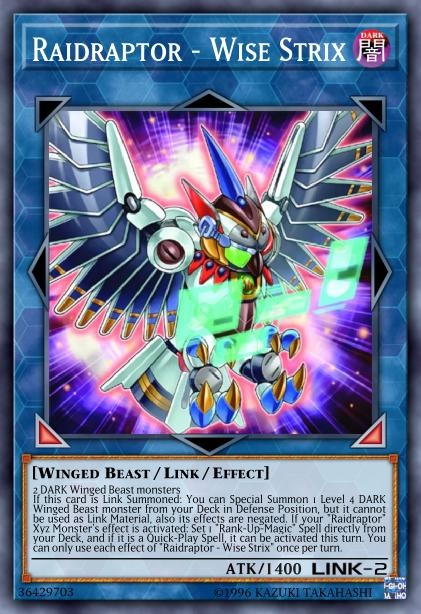 RAIDRAPTOR - WISE STRIX
DARK
闇
[WINGED BEAST / LINK / EFFECT]
2 DARK Winged Beast monsters
If this card is Link Summoned: You can Special Summon 1 Level 4 DARK
Winged Beast monster from your Deck in Defense Position, but it cannot
be used as Link Material, also its effects are negated. If your "Raidraptor"
Xyz Monster's effect is activated: Set 1 "Rank-Up-Magic" Spell directly from
your Deck, and if it is a Quick-Play Spell, it can be activated this turn. You
can only use each effect of "Raidraptor - Wise Strix" once per turn.
ATK/1400 LINK-2
36429703 ©1996 KAZUKI TAKAHASHI